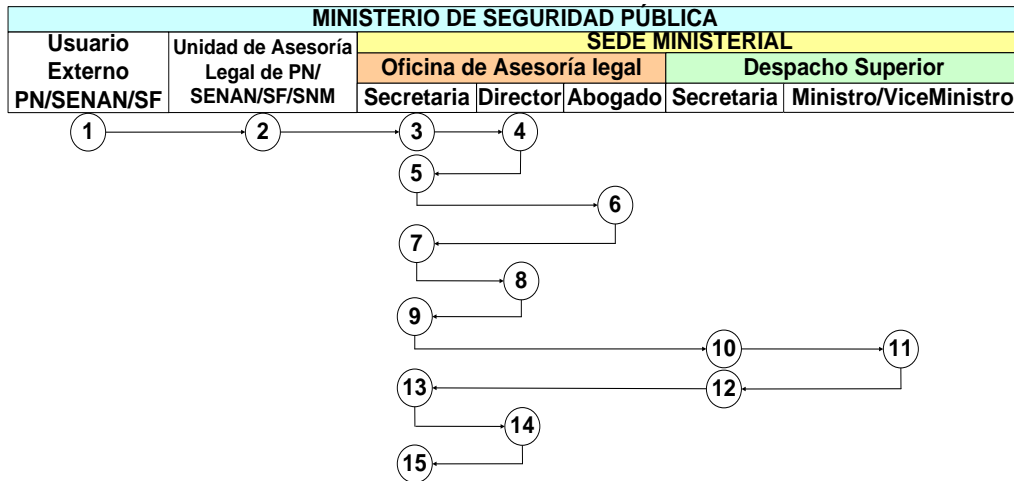 MINISTERIO DE SEGURIDAD PÚBLICA
Usuario
Externo
PN/SENAN/SF
Unidad de Asesoría
Legal de PN/
SENAN/SF/SNM
SEDE MINISTERIAL
Oficina de Asesoría legal
Despacho Superior
Secretaria
Director
Abogado
Secretaria
Ministro/ViceMinistro
1
2
3
4
5
6
7
8
9
10
11
12
13
14
15